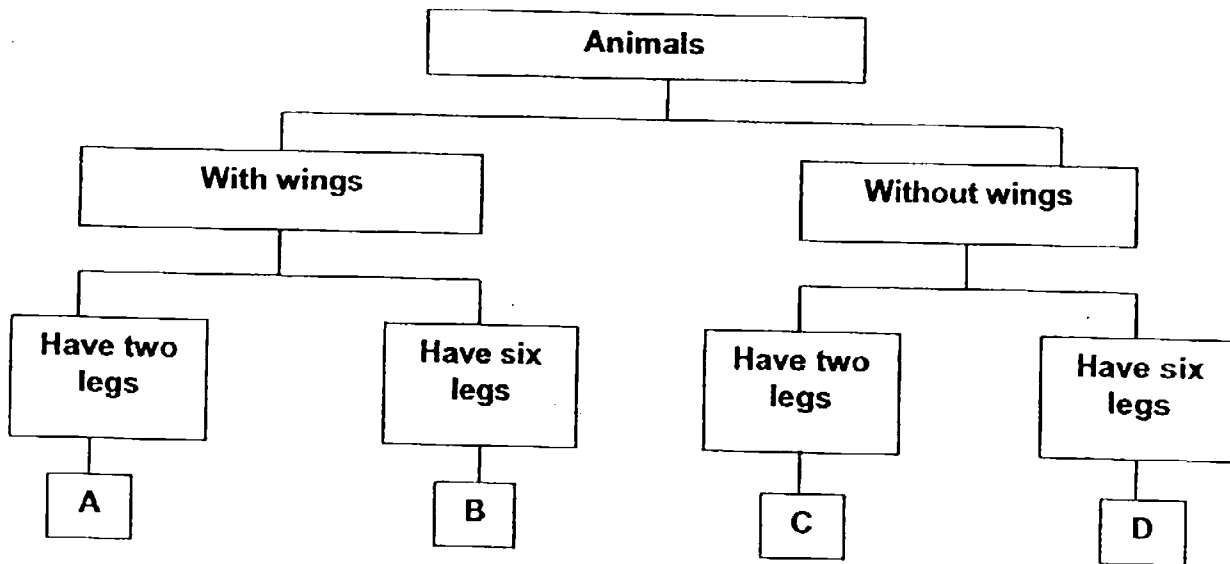 Animals
With wings
Without wings
Have two
legs
Have six
legs
Have two
legs
Have six
legs
A
B
C
D